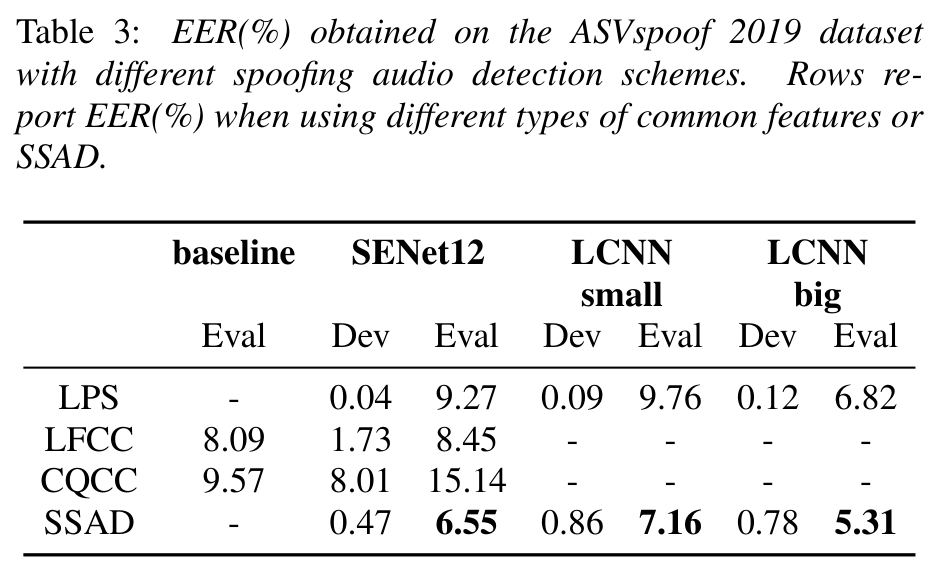 Table 3: EER(%) obtained on the ASVspoof 2019 dataset
with different spoofing audio detection schemes. Rows re-
port EER(%) when using different types of common features or
SSAD.
baseline SENet12 LCNN LCNN
small big
Eval Dev Eval Dev Eval Dev Eval
LPS - 0.04 9.27 0.09 9.76 0.12 6.82
LFCC 8.09 1.73 8.45 - - - -
CQCC 9.57 8.01 15.14 - - - -
SSAD - 0.47 6.55 0.86 7.16 0.78 5.31